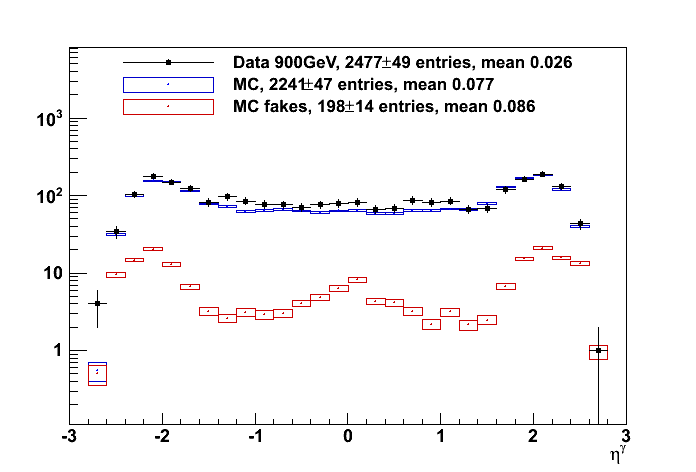 Data 900GeV, 2477±49 entries, mean 0.026
MC, 2241±47 entries, mean 0.077
MC fakes, 198±14 entries, mean 0.086
10³
10²
10
1
-3 -2 -1 0 1 2 3
η^γ